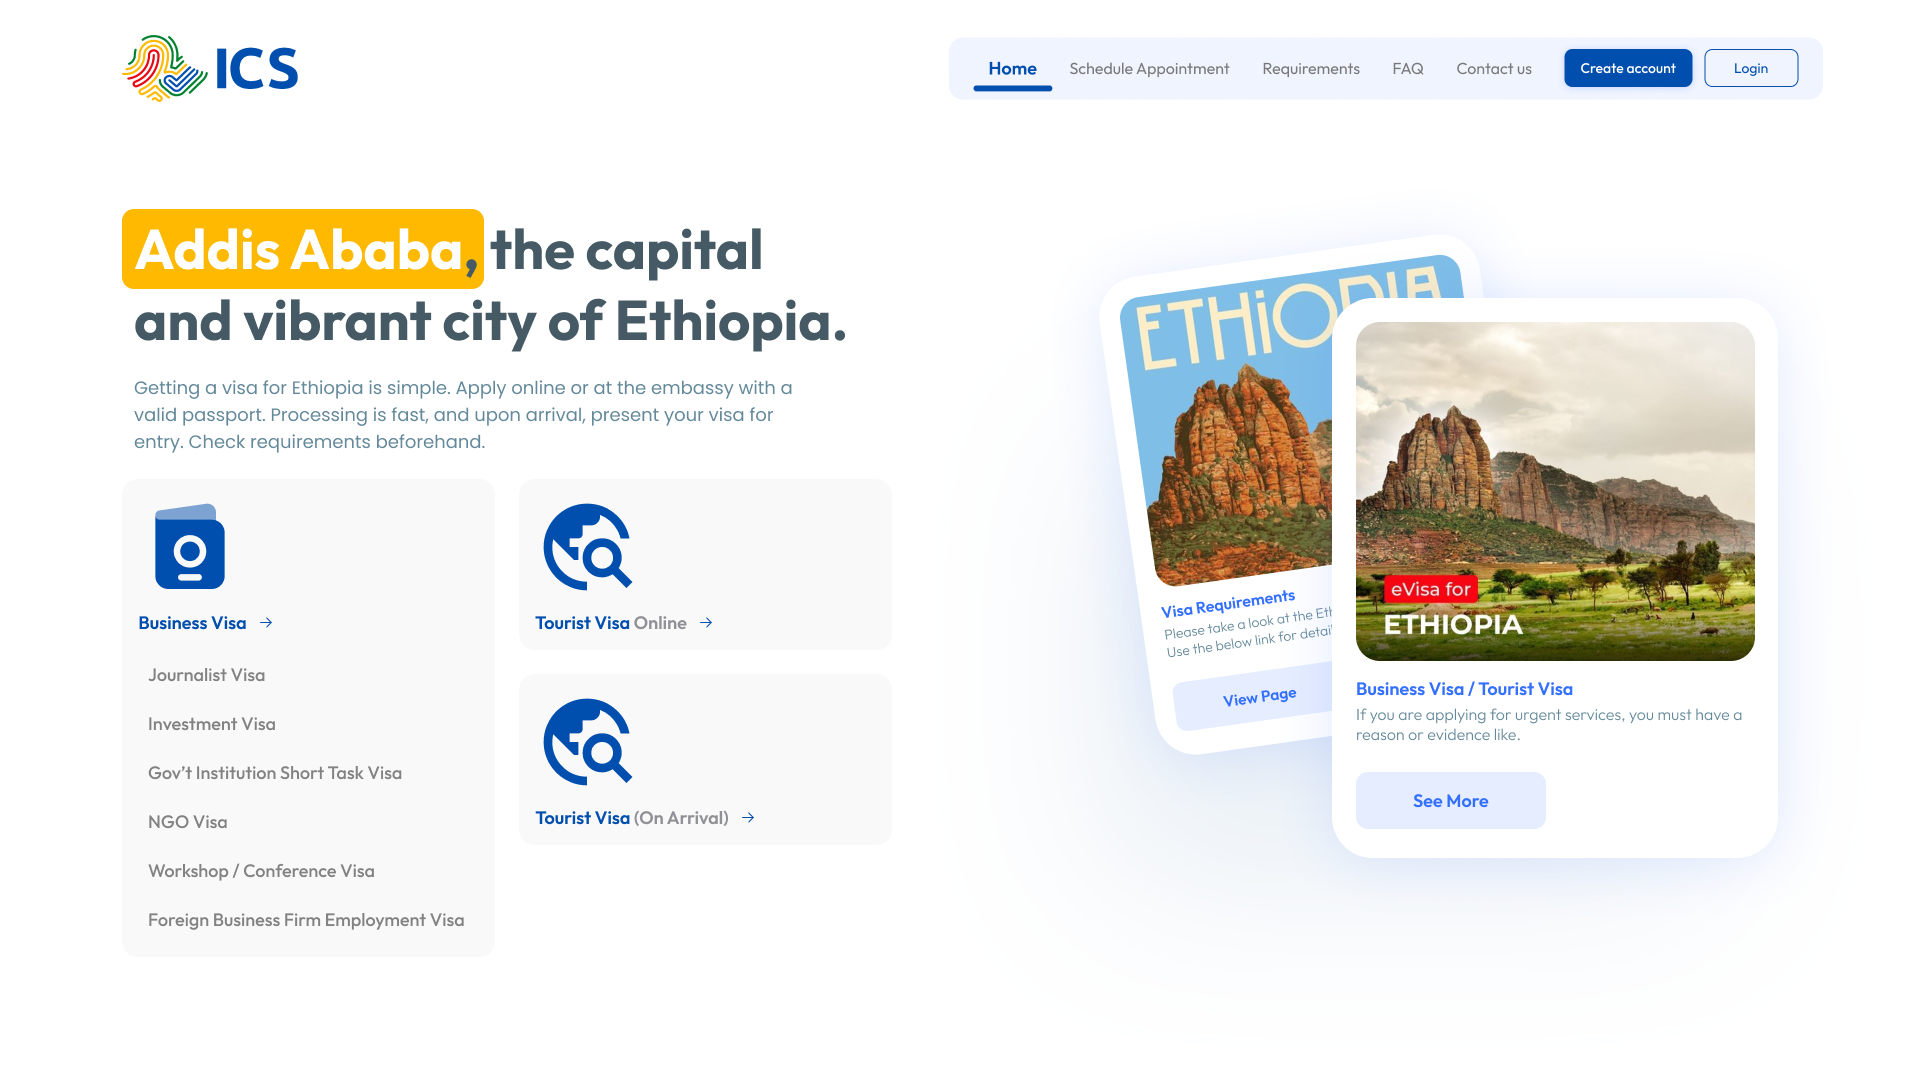 ICS
Home
Schedule Appointment
Requirements
FAQ
Contact us
Create account
Login
Addis Ababa, the capital
and vibrant city of Ethiopia.
Getting a visa for Ethiopia is simple. Apply online or at the embassy with a
valid passport. Processing is fast, and upon arrival, present your visa for
entry. Check requirements beforehand.
Business Visa →
Journalist Visa
Investment Visa
Gov’t Institution Short Task Visa
NGO Visa
Workshop / Conference Visa
Foreign Business Firm Employment Visa
Tourist Visa Online →
Tourist Visa (On Arrival) →
ETHiOPIA
Visa Requirements
Please take a look at the
Use the below link for
View Page
eVisa for
ETHIOPIA
Business Visa / Tourist Visa
If you are applying for urgent services, you must have a
reason or evidence like.
See More